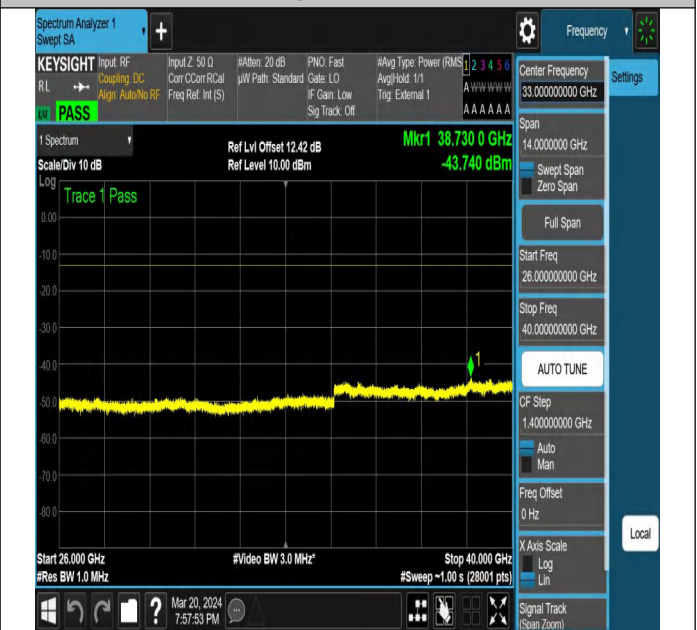 Spectrum Analyzer 1
Swept SA
+
Frequency
KEYSIGHT
RL
Input: RF
Coupling: DC
Align: Auto/No RF
Input Z: 50 Ω
Corr CCorr RCal
Freq Ref: Int (S)
#Atten: 20 dB
µW Path: Standard
PNO: Fast
Gate: LO
IF Gain: Low
Sig Track: Off
#Avg Type: Power (RMS
Avg|Hold: 1/1
Trig: External 1
1 2 3 4 5 6
A W W W W W
A A A A A A
PASS
1 Spectrum
Scale/Div 10 dB
Ref Lvl Offset 12.42 dB
Ref Level 10.00 dBm
Mkr1 38.730 0 GHz
-43.740 dBm
Log
Trace 1 Pass
0.00
-10.0
-20.0
-30.0
-40.0
-50.0
-60.0
-70.0
-80.0
1
Start 26.000 GHz
#Res BW 1.0 MHz
#Video BW 3.0 MHz*
Stop 40.000 GHz
#Sweep ~1.00 s (28001 pts)
Center Frequency
33.000000000 GHz
Settings
Span
14.0000000 GHz
Swept Span
Zero Span
Full Span
Start Freq
26.000000000 GHz
Stop Freq
40.000000000 GHz
AUTO TUNE
CF Step
1.400000000 GHz
Auto
Man
Freq Offset
0 Hz
Local
X Axis Scale
Log
Lin
Signal Track
(Span Zoom)
?
Mar 20, 2024
7:57:53 PM